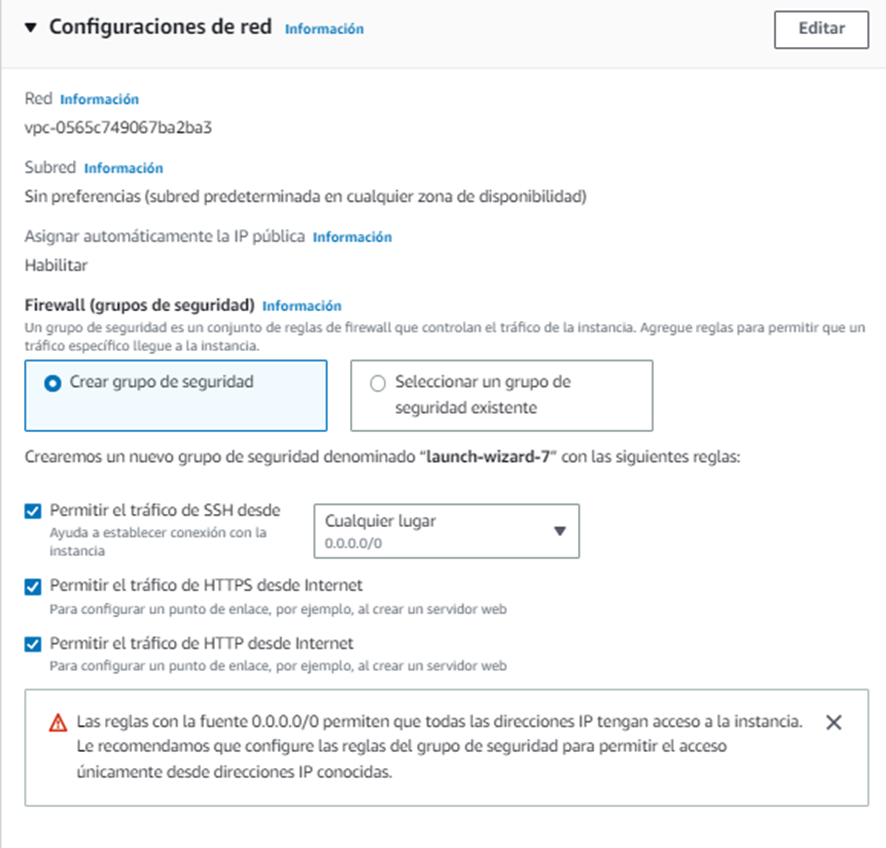 Configuraciones de red Información
Editar
Red Información
vpc-0565c749067ba2ba3
Subred Información
Sin preferencias (subred predeterminada en cualquier zona de disponibilidad)
Asignar automáticamente la IP pública Información
Habilitar
Firewall (grupos de seguridad) Información
Un grupo de seguridad es un conjunto de reglas de firewall que controlan el tráfico de la instancia. Agregue reglas para permitir que un
tráfico específico llegue a la instancia.
Crear grupo de seguridad
Seleccionar un grupo de
seguridad existente
Crearemos un nuevo grupo de seguridad denominado "launch-wizard-7" con las siguientes reglas:
Permitir el tráfico de SSH desde
Ayuda a establecer conexión con la
instancia
Cualquier lugar
0.0.0.0/0
Permitir el tráfico de HTTPS desde Internet
Para configurar un punto de enlace, por ejemplo, al crear un servidor web
Permitir el tráfico de HTTP desde Internet
Para configurar un punto de enlace, por ejemplo, al crear un servidor web
Las reglas con la fuente 0.0.0.0/0 permiten que todas las direcciones IP tengan acceso a la instancia.
Le recomendamos que configure las reglas del grupo de seguridad para permitir el acceso
únicamente desde direcciones IP conocidas.